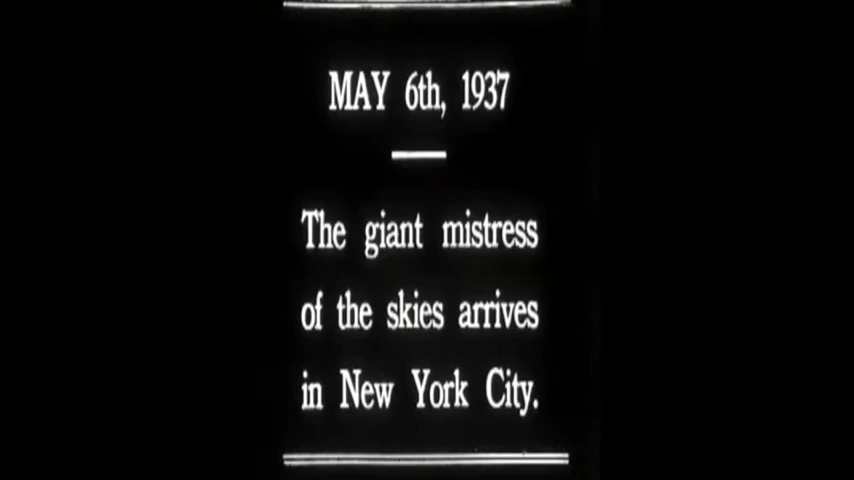 MAY 6th, 1937
The giant mistress
of the skies arrives
in New York City.